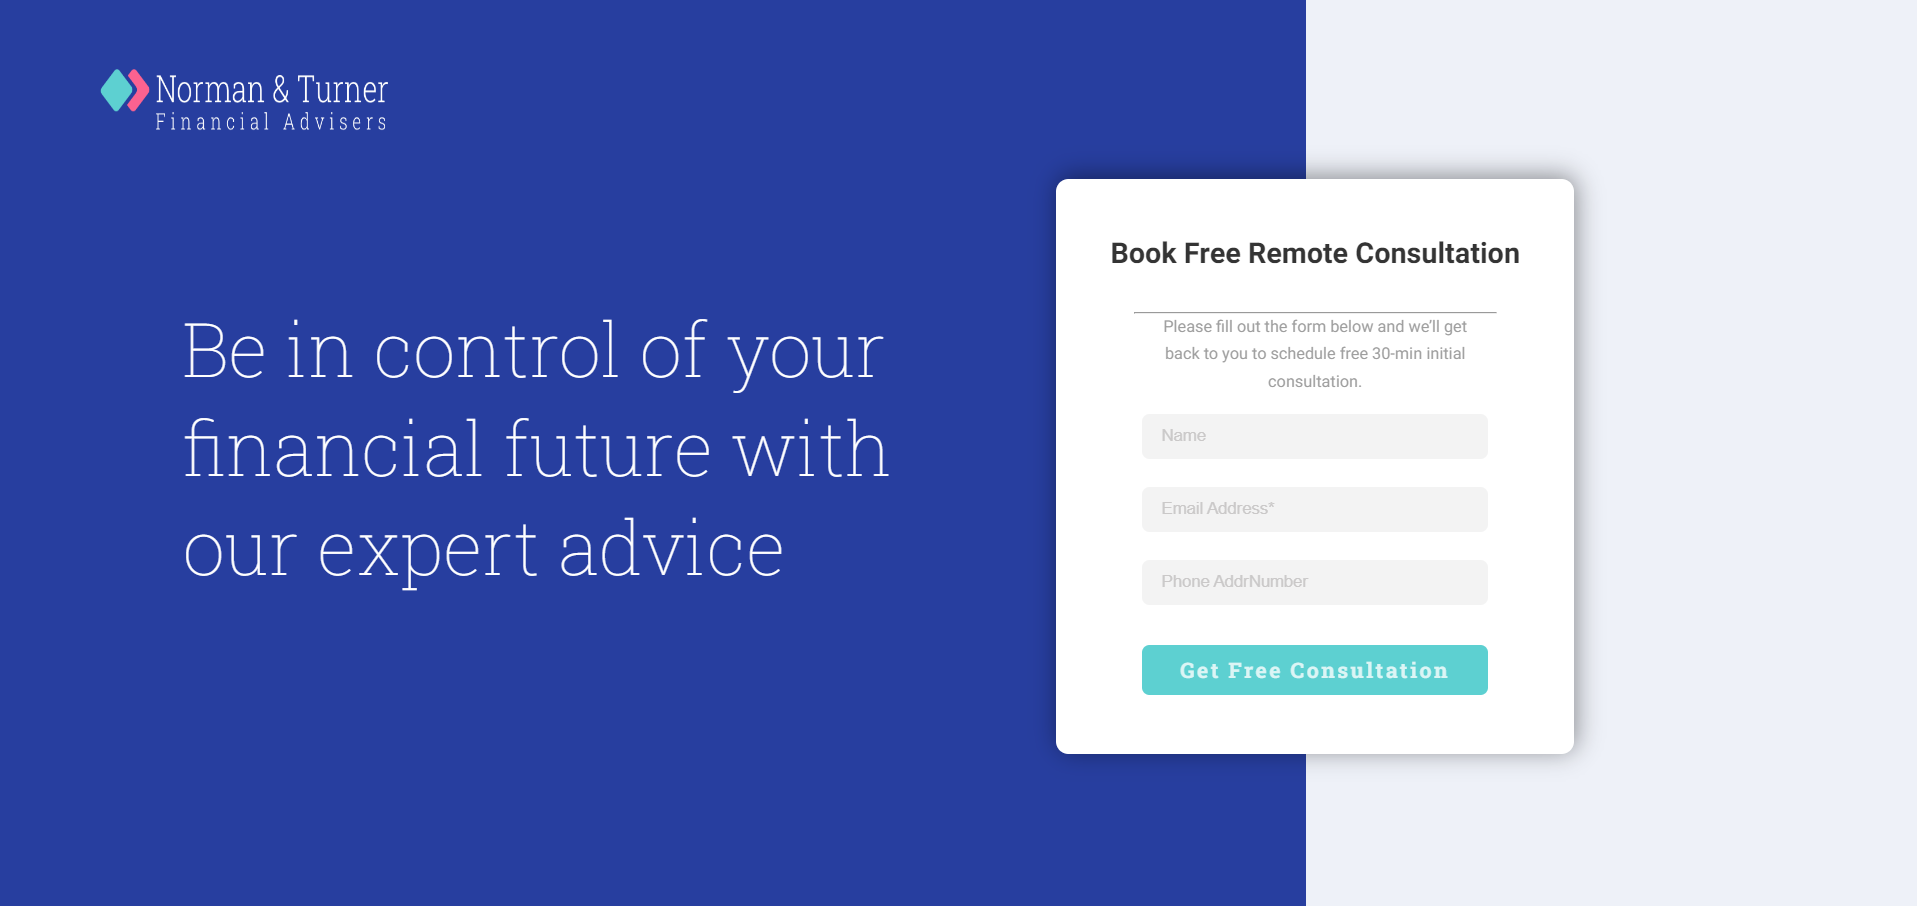 Norman & Turner
Financial Advisers
Be in control of your
financial future with
our expert advice
Book Free Remote Consultation
Please fill out the form below and we’ll get
back to you to schedule free 30-min initial
consultation.
Name
Email Address*
Phone AddrNumber
Get Free Consultation